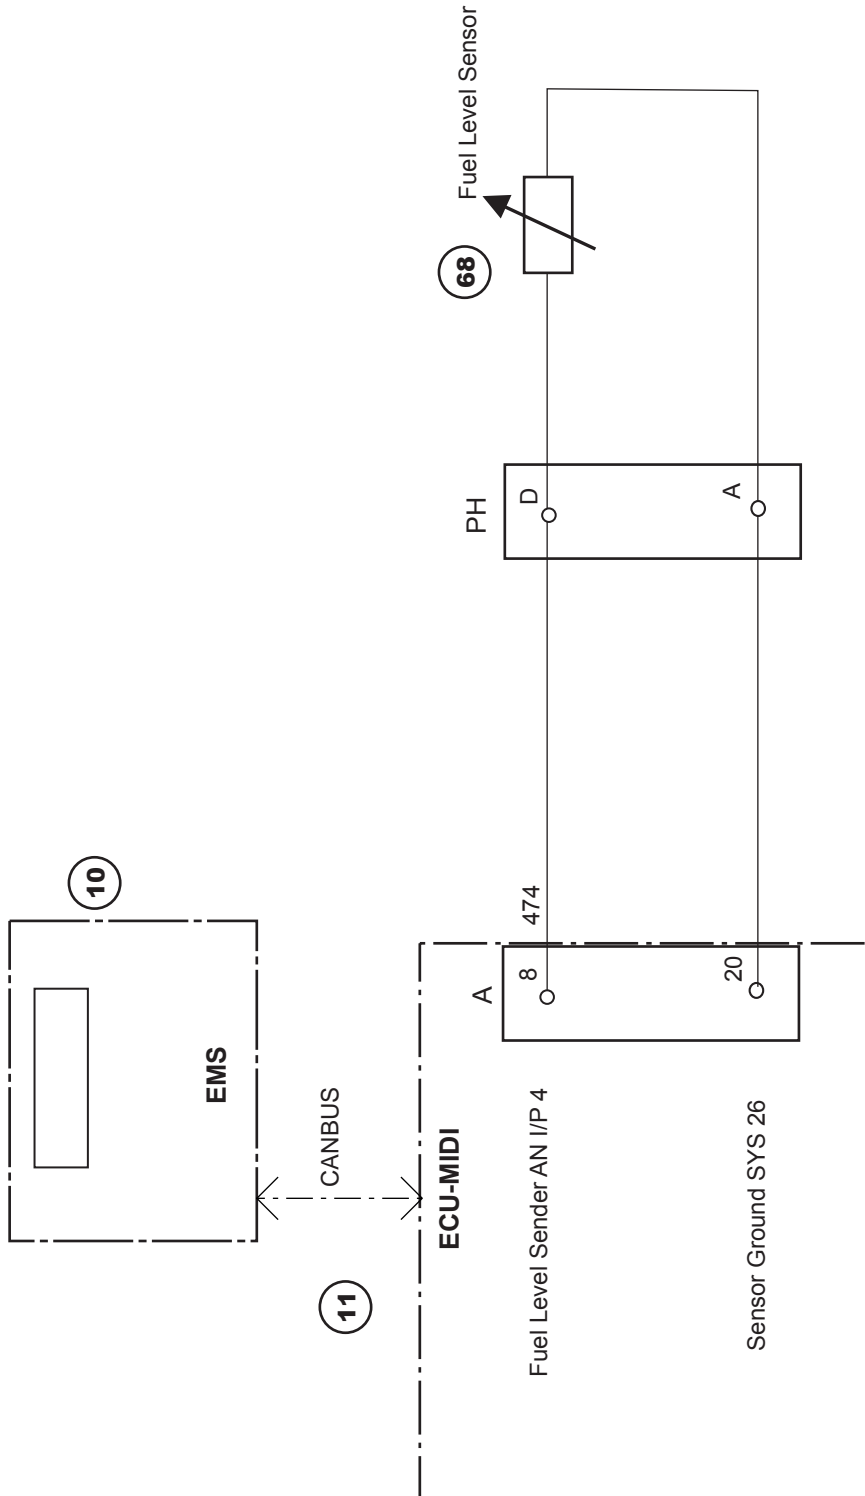 10
EMS
CANBUS
11
ECU-MIDI
Fuel Level Sender AN I/P 4
Sensor Ground SYS 26
A
8
20
474
PH
D
A
68
Fuel Level Sensor